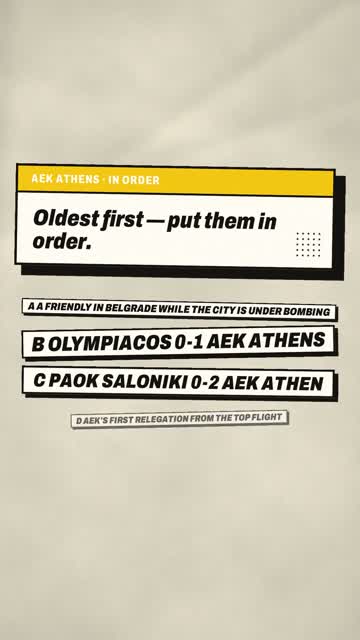 AEK ATHENS · IN ORDER
Oldest first — put them in
order.
A A FRIENDLY IN BELGRADE WHILE THE CITY IS UNDER BOMBING
B OLYMPIACOS 0-1 AEK ATHENS
C PAOK SALONIKI 0-2 AEK ATHEN
D AEK'S FIRST RELEGATION FROM THE TOP FLIGHT